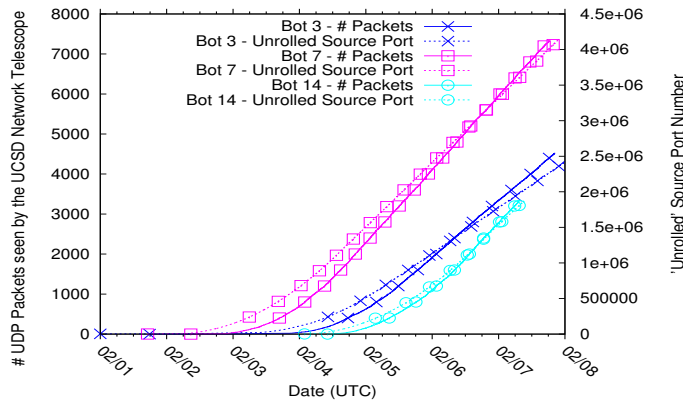 Bot 3 - # Packets
Bot 3 - Unrolled Source Port
Bot 7 - # Packets
Bot 7 - Unrolled Source Port
Bot 14 - # Packets
Bot 14 - Unrolled Source Port
# UDP Packets seen by the UCSD Network Telescope
8000
7000
6000
5000
4000
3000
2000
1000
0
4.5e+06
4e+06
3.5e+06
3e+06
2.5e+06
2e+06
1.5e+06
1e+06
500000
0
'Unrolled' Source Port Number
02/01
02/02
02/03
02/04
02/05
02/06
02/07
02/08
Date (UTC)